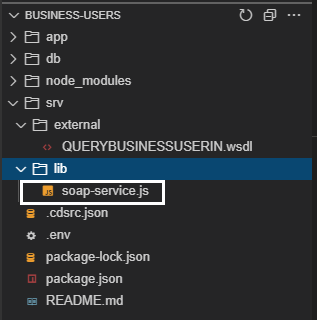 BUSINESS-USERS
app
db
node_modules
srv
external
QUERYBUSINESSUSERIN.wsdl
lib
JS soap-service.js
.cdsrc.json
.env
package-lock.json
package.json
README.md